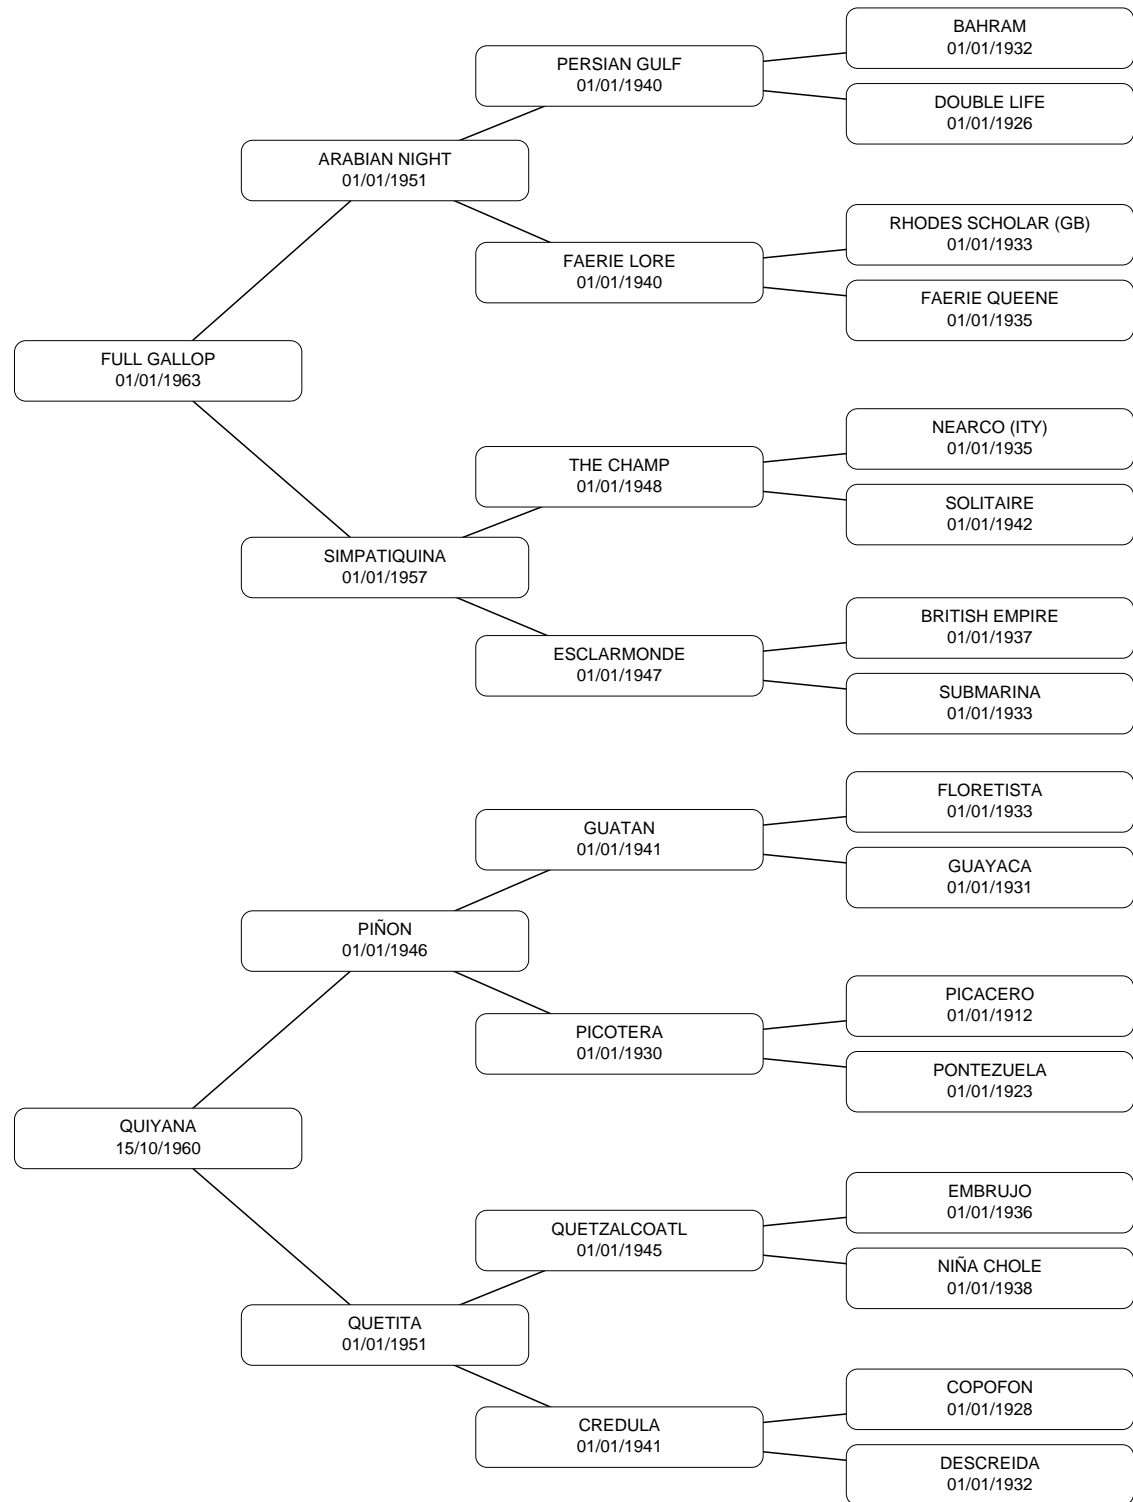 BAHRAM
01/01/1932
PERSIAN GULF
01/01/1940
DOUBLE LIFE
01/01/1926
ARABIAN NIGHT
01/01/1951
RHODES SCHOLAR (GB)
01/01/1933
FAERIE LORE
01/01/1940
FAERIE QUEENE
01/01/1935
FULL GALLOP
01/01/1963
NEARCO (ITY)
01/01/1935
THE CHAMP
01/01/1948
SOLITAIRE
01/01/1942
SIMPATIQUINA
01/01/1957
BRITISH EMPIRE
01/01/1937
ESCLARMONDE
01/01/1947
SUBMARINA
01/01/1933
FLORETISTA
01/01/1933
GUATAN
01/01/1941
GUAYACA
01/01/1931
PIÑON
01/01/1946
PICACERO
01/01/1912
PICOTERA
01/01/1930
PONTEZUELA
01/01/1923
QUIYANA
15/10/1960
EMBRUJO
01/01/1936
QUETZALCOATL
01/01/1945
NIÑA CHOLE
01/01/1938
QUETITA
01/01/1951
COPOFON
01/01/1928
CREDULA
01/01/1941
DESCREIDA
01/01/1932